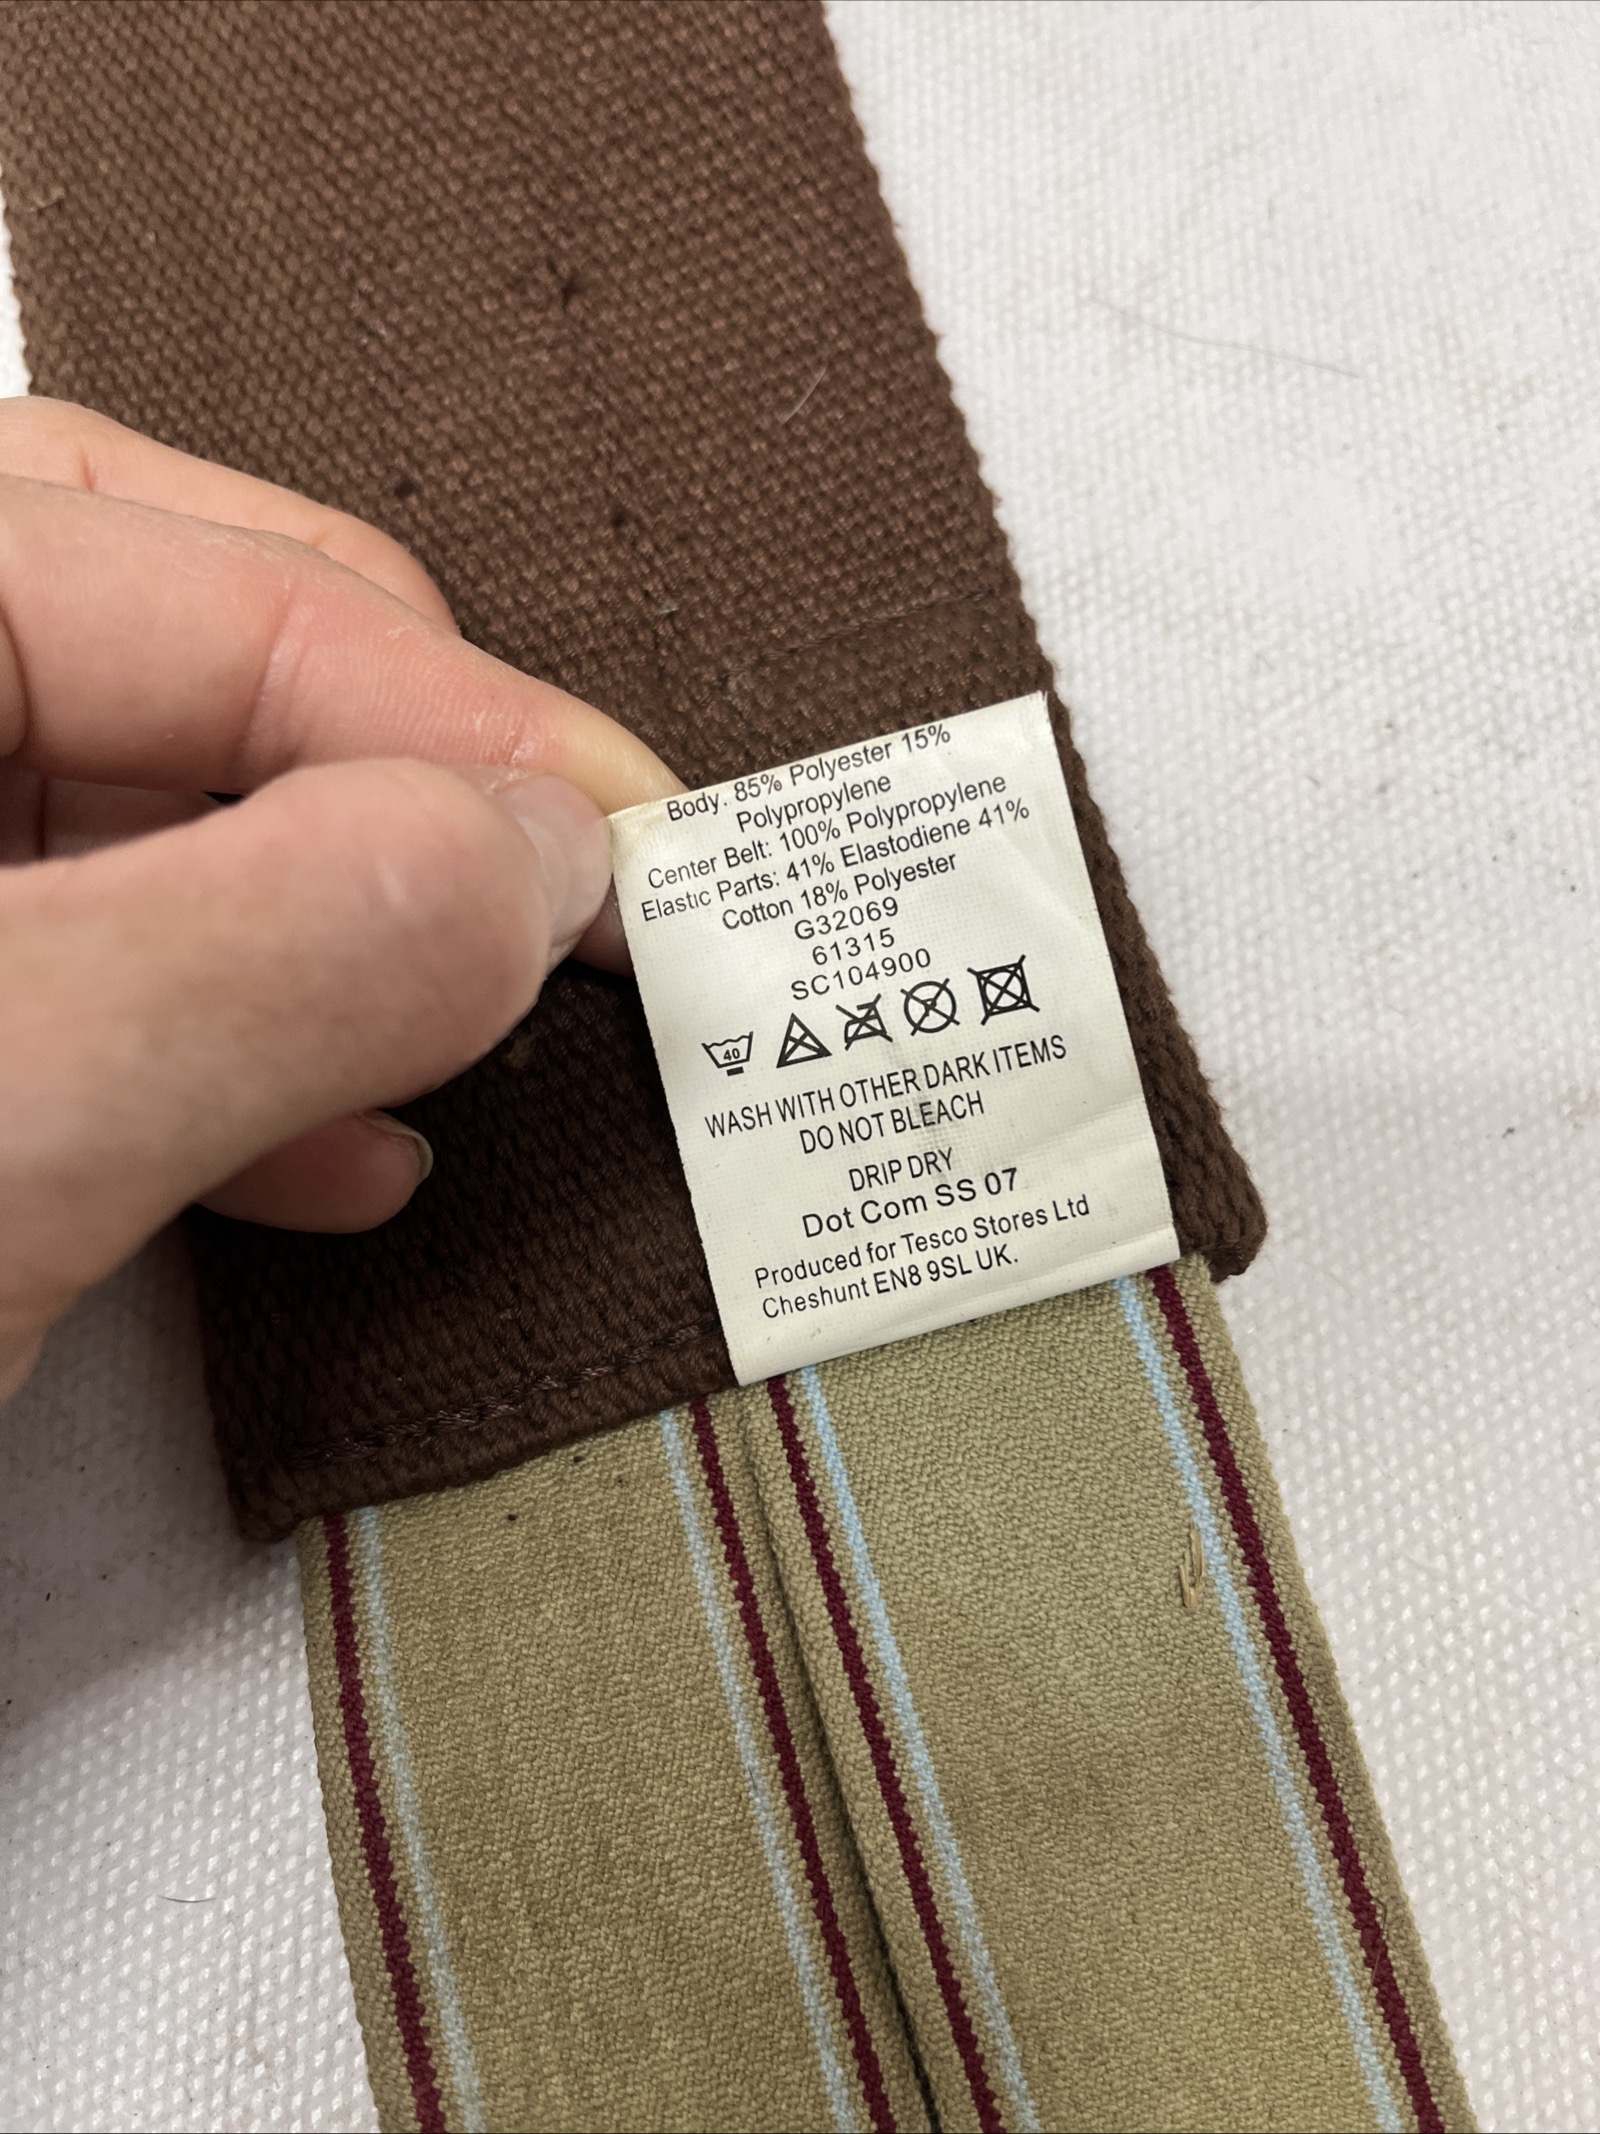 Body. 85% Polyester 15%
Polypropylene
Center Belt: 100% Polypropylene
Elastic Parts: 41% Elastodiene 41%
Cotton 18% Polyester
G32069
61315
SC104900
40
WASH WITH OTHER DARK ITEMS
DO NOT BLEACH
DRIP DRY
Dot Com SS 07
Produced for Tesco Stores Ltd
Cheshunt EN8 9SL UK.